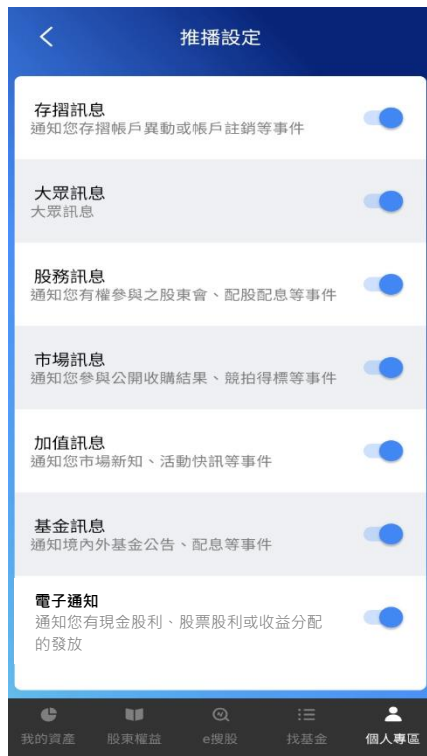 推播設定
存摺訊息
通知您存摺帳戶異動或帳戶註銷等事件
大眾訊息
大眾訊息
股務訊息
通知您有權參與之股東會、配股配息等事件
市場訊息
通知您參與公開收購結果、競拍得標等事件
加值訊息
通知您市場新知、活動快訊等事件
基金訊息
通知境內外基金公告、配息等事件
電子通知
通知您有現金股利、股票股利或收益分配
的發放
我的資產 股東權益 e搜股 找基金 個人專區